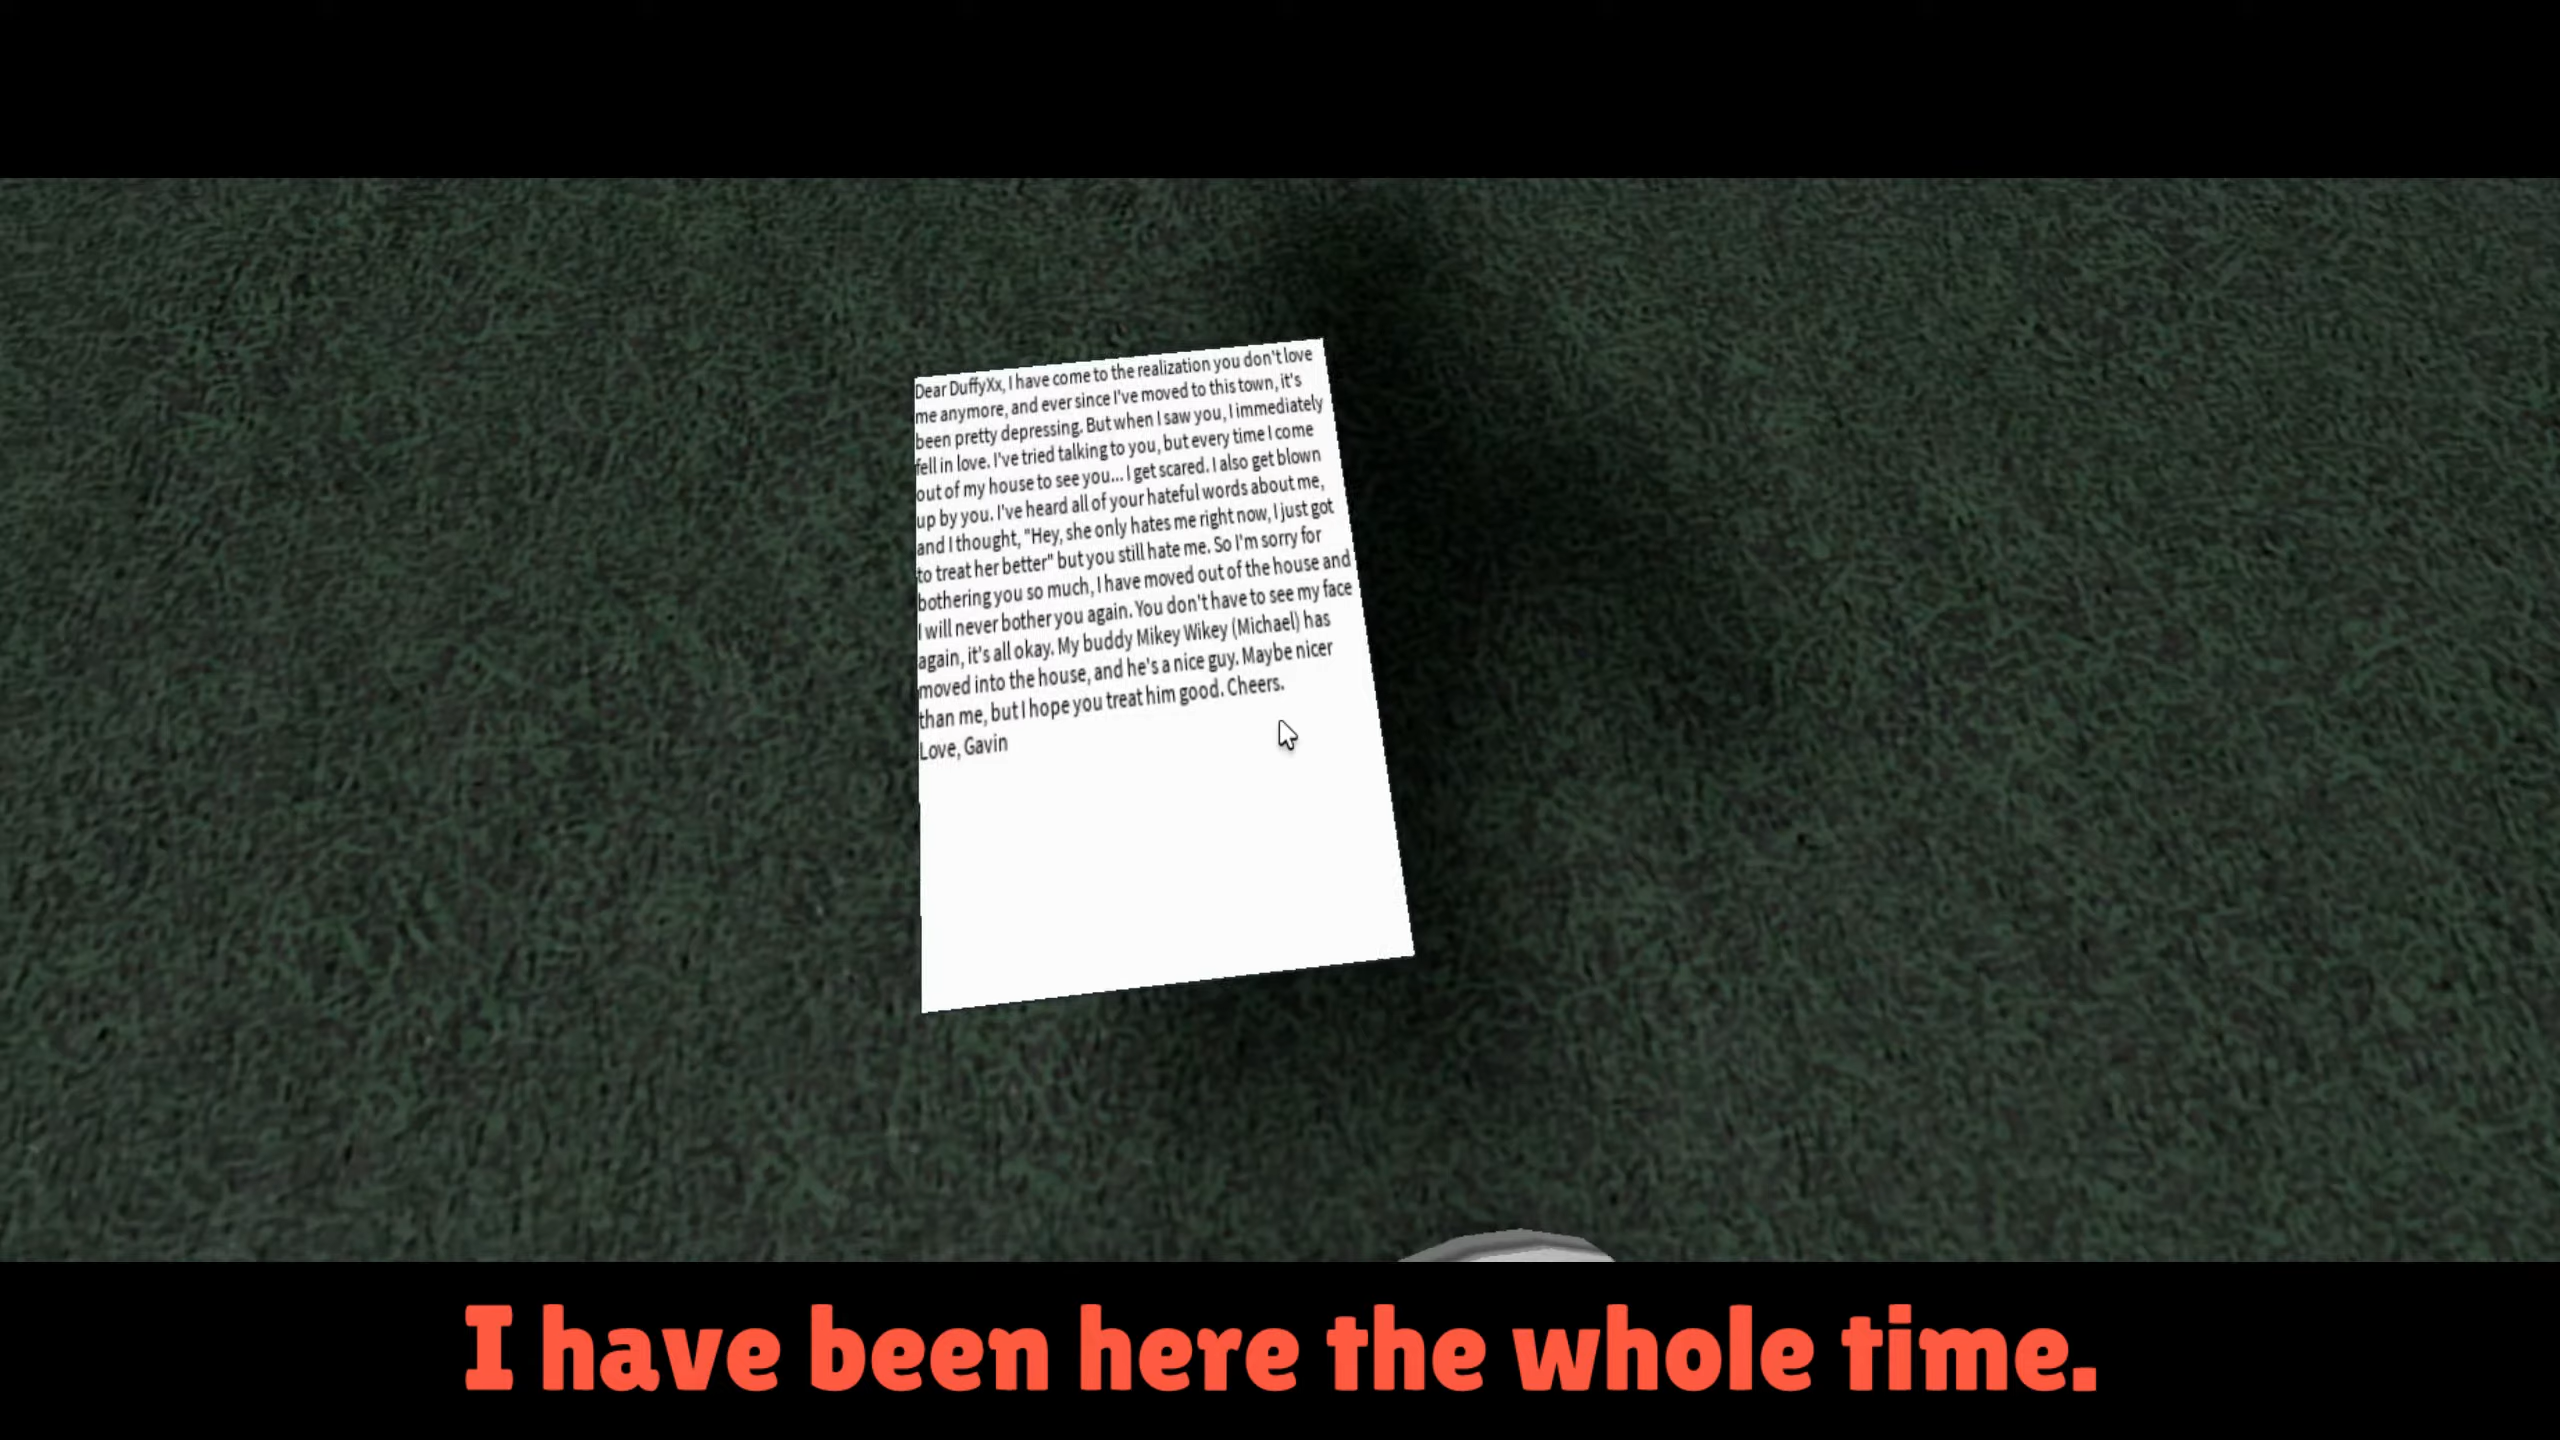 Dear DuffyXx, I have come to the realization you don't love
me anymore, and ever since I've moved to this town, it's
been pretty depressing. But when I saw you, I immediately
fell in love. I've tried talking to you, but every time I come
out of my house to see you... I get scared. I also get blown
up by you. I've heard all of your hateful words about me,
and I thought, "Hey, she only hates me right now, I just got
to treat her better" but you still hate me. So I'm sorry for
bothering you so much, I have moved out of the house and
I will never bother you again. You don't have to see my face
again, it's all okay. My buddy Mikey Wikey (Michael) has
moved into the house, and he's a nice guy. Maybe nicer
than me, but I hope you treat him good. Cheers.
Love, Gavin
I have been here the whole time.